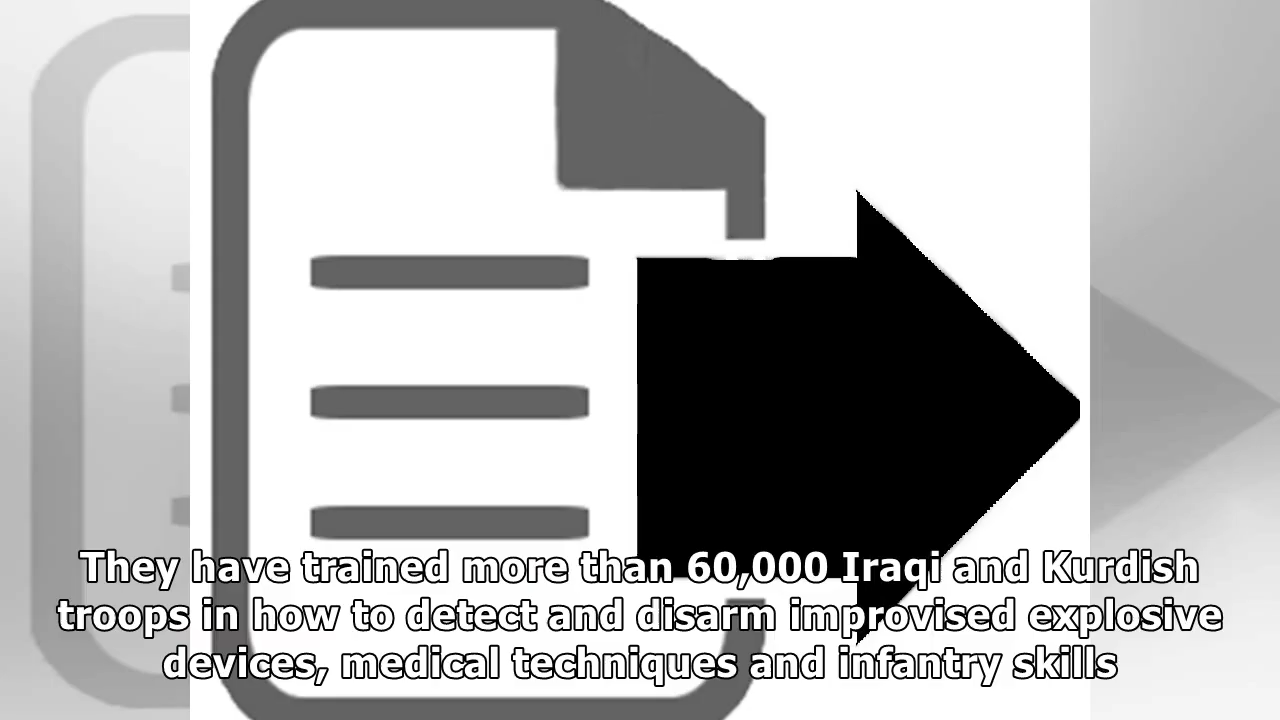 They have trained more than 60,000 Iraqi and Kurdish
troops in how to detect and disarm improvised explosive
devices, medical techniques and infantry skills